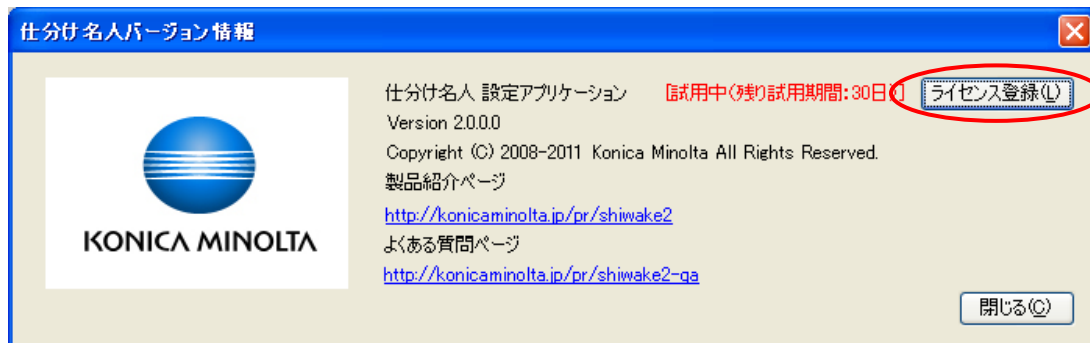 仕分け名人バージョン情報
仕分け名人 設定アプリケーション [試用中(残り試用期間:30日)] ライセンス登録(L)
Version 2.0.0.0
Copyright (C) 2008-2011 Konica Minolta All Rights Reserved.
製品紹介ページ
http://konicaminolta.jp/pr/shiwake2
KONICA MINOLTA
よくある質問ページ
http://konicaminolta.jp/pr/shiwake2-qa
閉じる(C)